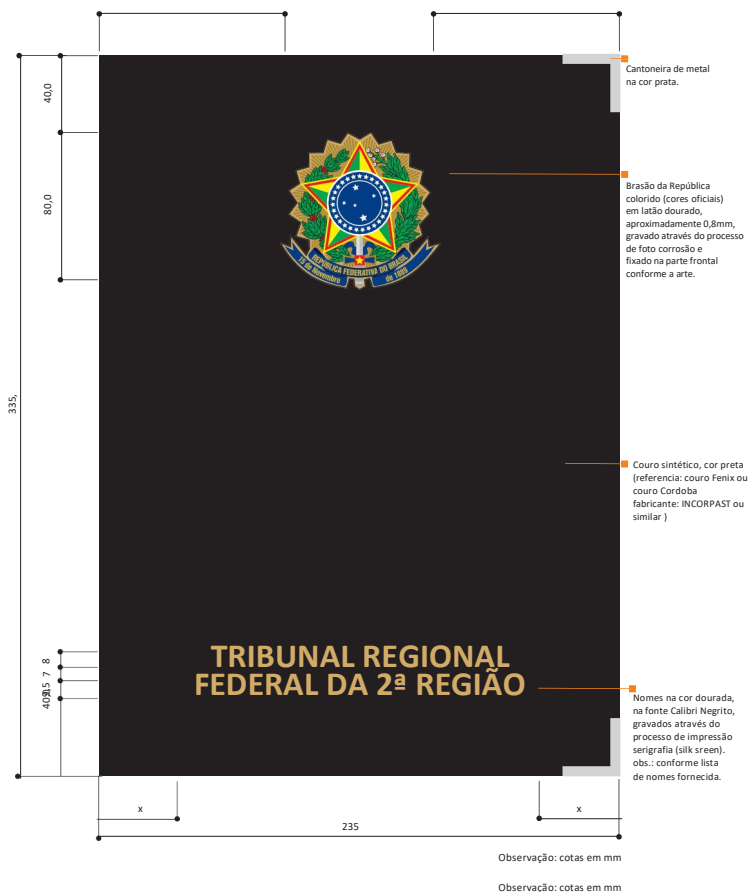 40,0
Cantoneira de metal
na cor prata.
80,0
Brasão da República
colorido (cores oficiais)
em latão dourado,
aproximadamente 0,8mm,
gravado através do processo
de foto corrosão e
fixado na parte frontal
conforme a arte.
REPÚBLICA FEDERATIVA DO BRASIL
15 de Novembro
de 1889
335,
Couro sintético, cor preta
(referencia: couro Fenix ou
couro Cordoba
fabricante: INCORPAST ou
similar )
8
7
TRIBUNAL REGIONAL
FEDERAL DA 2ª REGIÃO
Nomes na cor dourada,
na fonte Calibri Negrito,
gravados através do
processo de impressão
serigrafia (silk sreen).
obs.: conforme lista
de nomes fornecida.
x
x
235
Observação: cotas em mm
Observação: cotas em mm